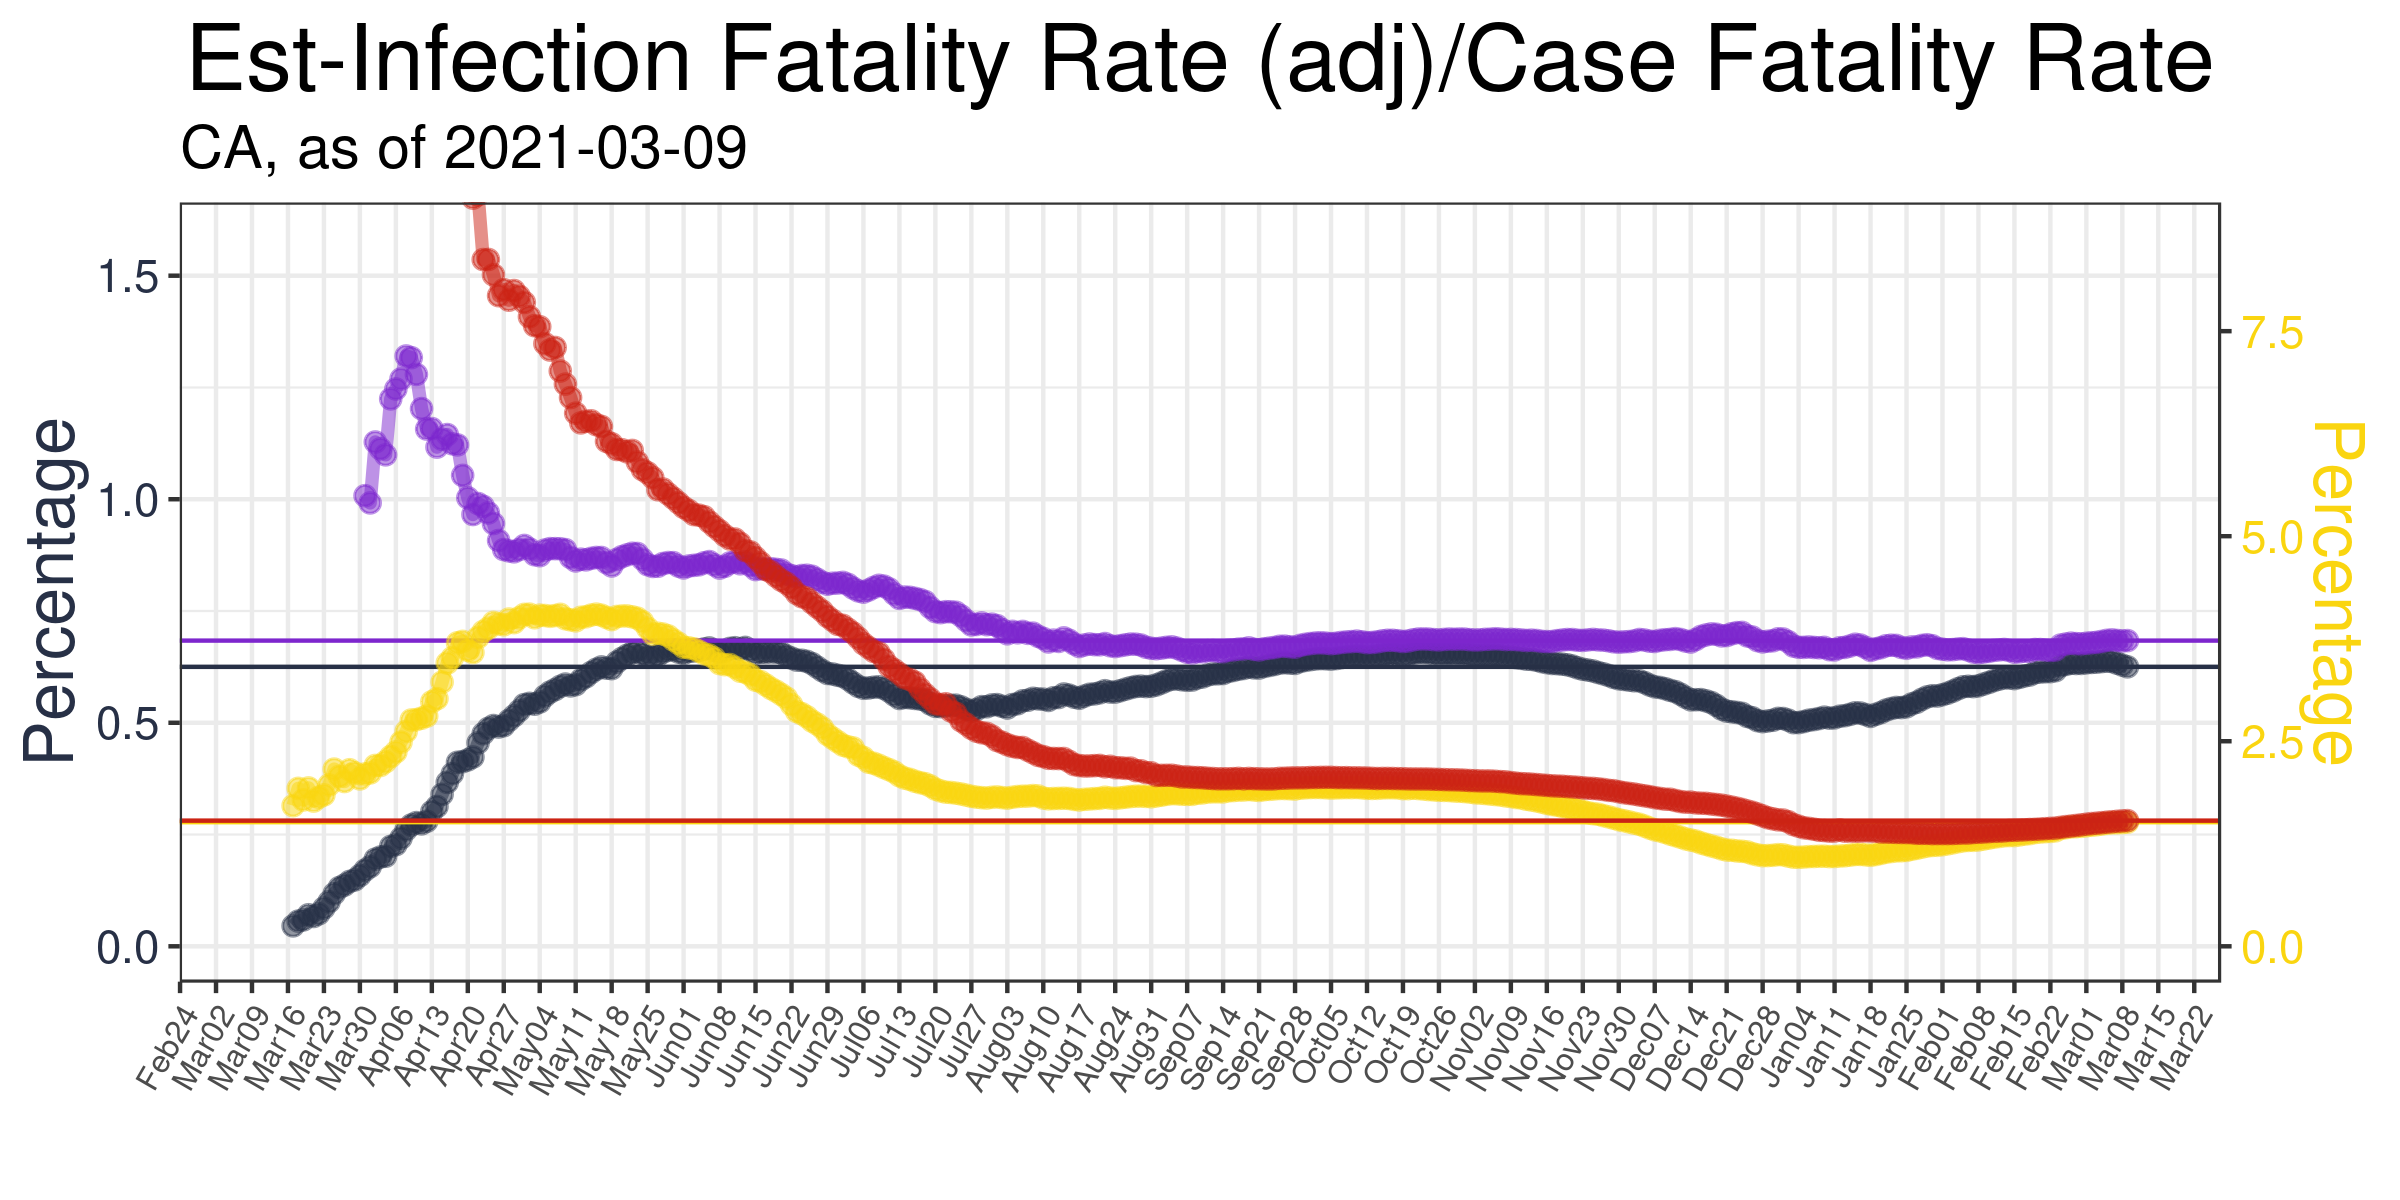 Est-Infection Fatality Rate (adj)/Case Fatality Rate
CA, as of 2021-03-09
Percentage
1.5
1.0
0.5
0.0
7.5
5.0
2.5
0.0
Percentage
Feb24
Mar02
Mar09
Mar16
Mar23
Mar30
Apr06
Apr13
Apr20
Apr27
May04
May11
May18
May25
Jun01
Jun08
Jun15
Jun22
Jun29
Jul06
Jul13
Jul20
Jul27
Aug03
Aug10
Aug17
Aug24
Aug31
Sep07
Sep14
Sep21
Sep28
Oct05
Oct12
Oct19
Oct26
Nov02
Nov09
Nov16
Nov23
Nov30
Dec07
Dec14
Dec21
Dec28
Jan04
Jan11
Jan18
Jan25
Feb01
Feb08
Feb15
Feb22
Mar01
Mar08
Mar15
Mar22